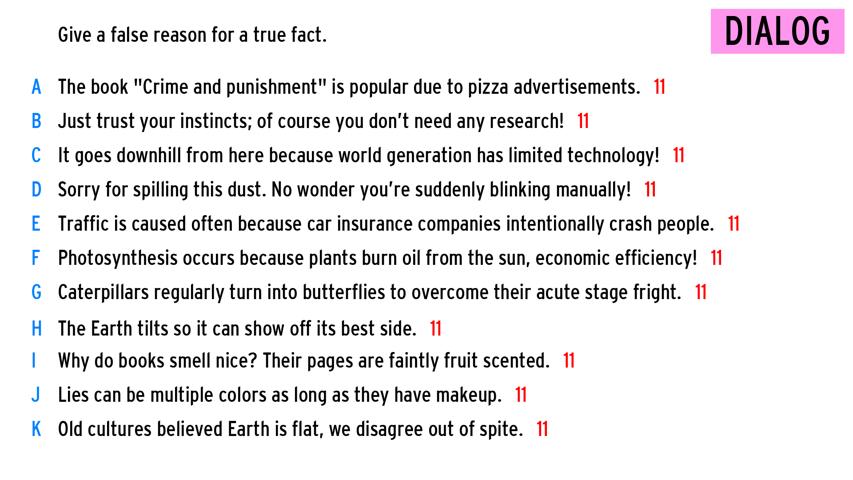 Give a false reason for a true fact.
DIALOG
A The book "Crime and punishment" is popular due to pizza advertisements. 11
B Just trust your instincts; of course you don't need any research! 11
C It goes downhill from here because world generation has limited technology! 11
D Sorry for spilling this dust. No wonder you're suddenly blinking manually! 11
E Traffic is caused often because car insurance companies intentionally crash people. 11
F Photosynthesis occurs because plants burn oil from the sun, economic efficiency! 11
G Caterpillars regularly turn into butterflies to overcome their acute stage fright. 11
H The Earth tilts so it can show off its best side. 11
I Why do books smell nice? Their pages are faintly fruit scented. 11
J Lies can be multiple colors as long as they have makeup. 11
K Old cultures believed Earth is flat, we disagree out of spite. 11